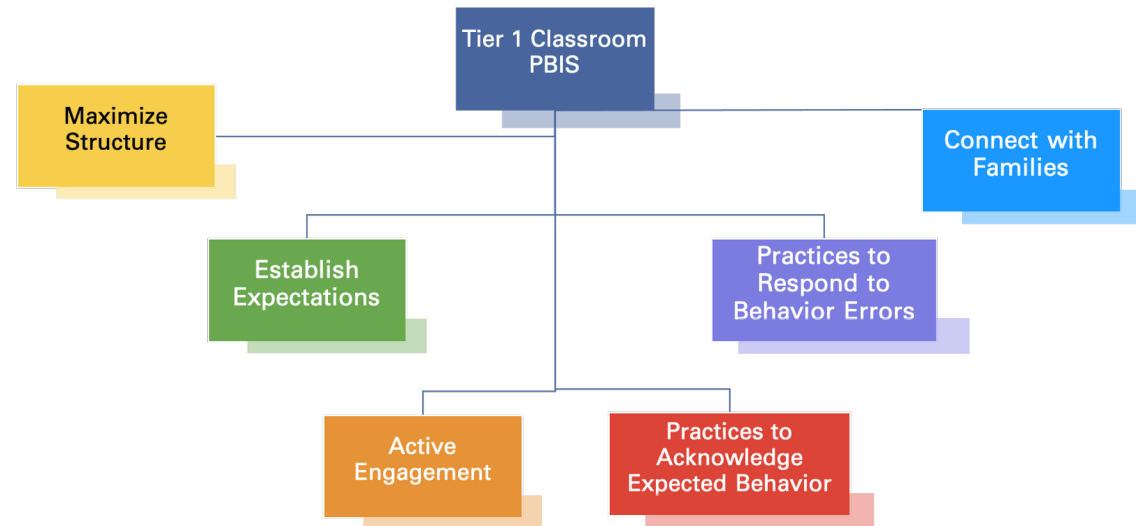 Tier 1 Classroom
PBIS
Maximize
Structure
Connect with
Families
Establish
Expectations
Practices to
Respond to
Behavior Errors
Active
Engagement
Practices to
Acknowledge
Expected Behavior